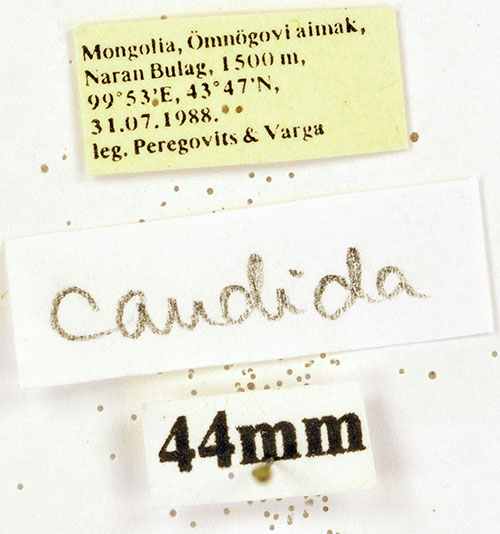 Mongolia, Ömnögovi aimak,
Naran Bulag, 1500 m,
99°53'E, 43°47'N,
31.07.1988.
leg. Peregovits & Varga
candida
44mm